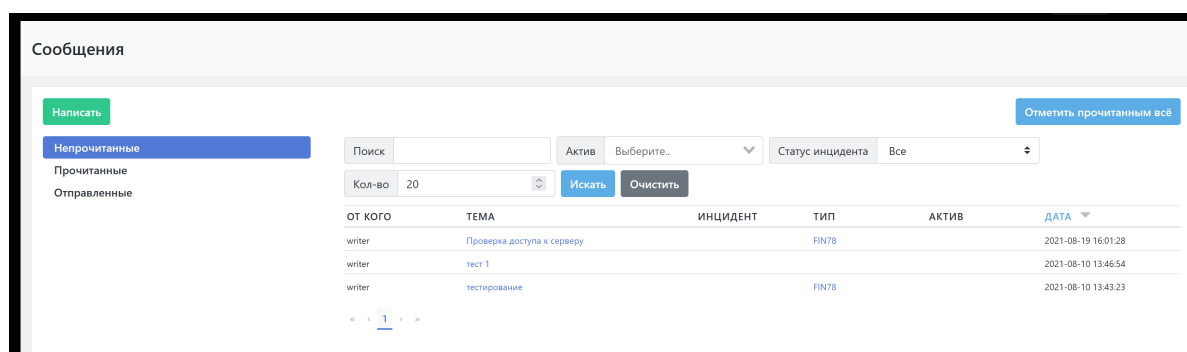 Сообщения
Написать
Отметить прочитанным всё
Непрочитанные
Прочитанные
Отправленные
Поиск Актив Выберите.. Статус инцидента Все
Кол-во 20 Искать Очистить
ОТ КОГО ТЕМА ИНЦИДЕНТ ТИП АКТИВ ДАТА
writer Проверка доступа к серверу FIN78 2021-08-19 16:01:28
writer тест 1 2021-08-10 13:46:54
writer тестирование FIN78 2021-08-10 13:43:23
« ‹ 1 › »